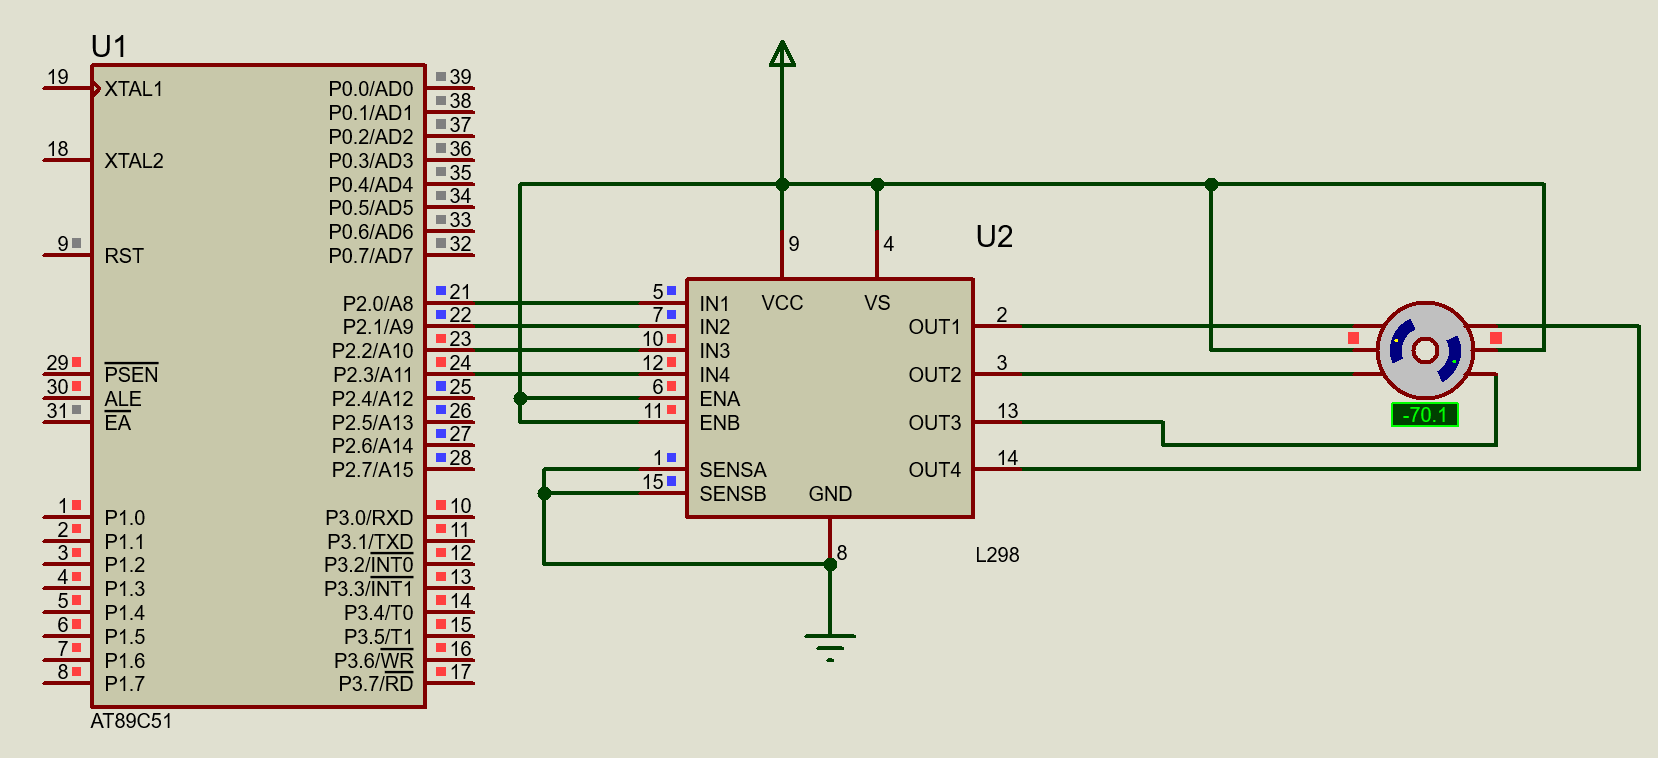 U1
19 XTAL1 P0.0/AD0 39
P0.1/AD1 38
P0.2/AD2 37
18 XTAL2 P0.3/AD3 36
P0.4/AD4 35
P0.5/AD5 34
P0.6/AD6 33
9 RST P0.7/AD7 32
P2.0/A8 21
P2.1/A9 22
P2.2/A10 23
29 PSEN P2.3/A11 24
30 ALE P2.4/A12 25
31 EA P2.5/A13 26
P2.6/A14 27
P2.7/A15 28
1 P1.0 P3.0/RXD 10
2 P1.1 P3.1/TXD 11
3 P1.2 P3.2/INT0 12
4 P1.3 P3.3/INT1 13
5 P1.4 P3.4/T0 14
6 P1.5 P3.5/T1 15
7 P1.6 P3.6/WR 16
8 P1.7 P3.7/RD 17
AT89C51
U2
9 4
VCC VS
5 IN1
7 IN2 OUT1 2
10 IN3
12 IN4 OUT2 3
6 ENA
11 ENB OUT3 13
1 SENSA OUT4 14
15 SENSB GND
8
L298
-70.1